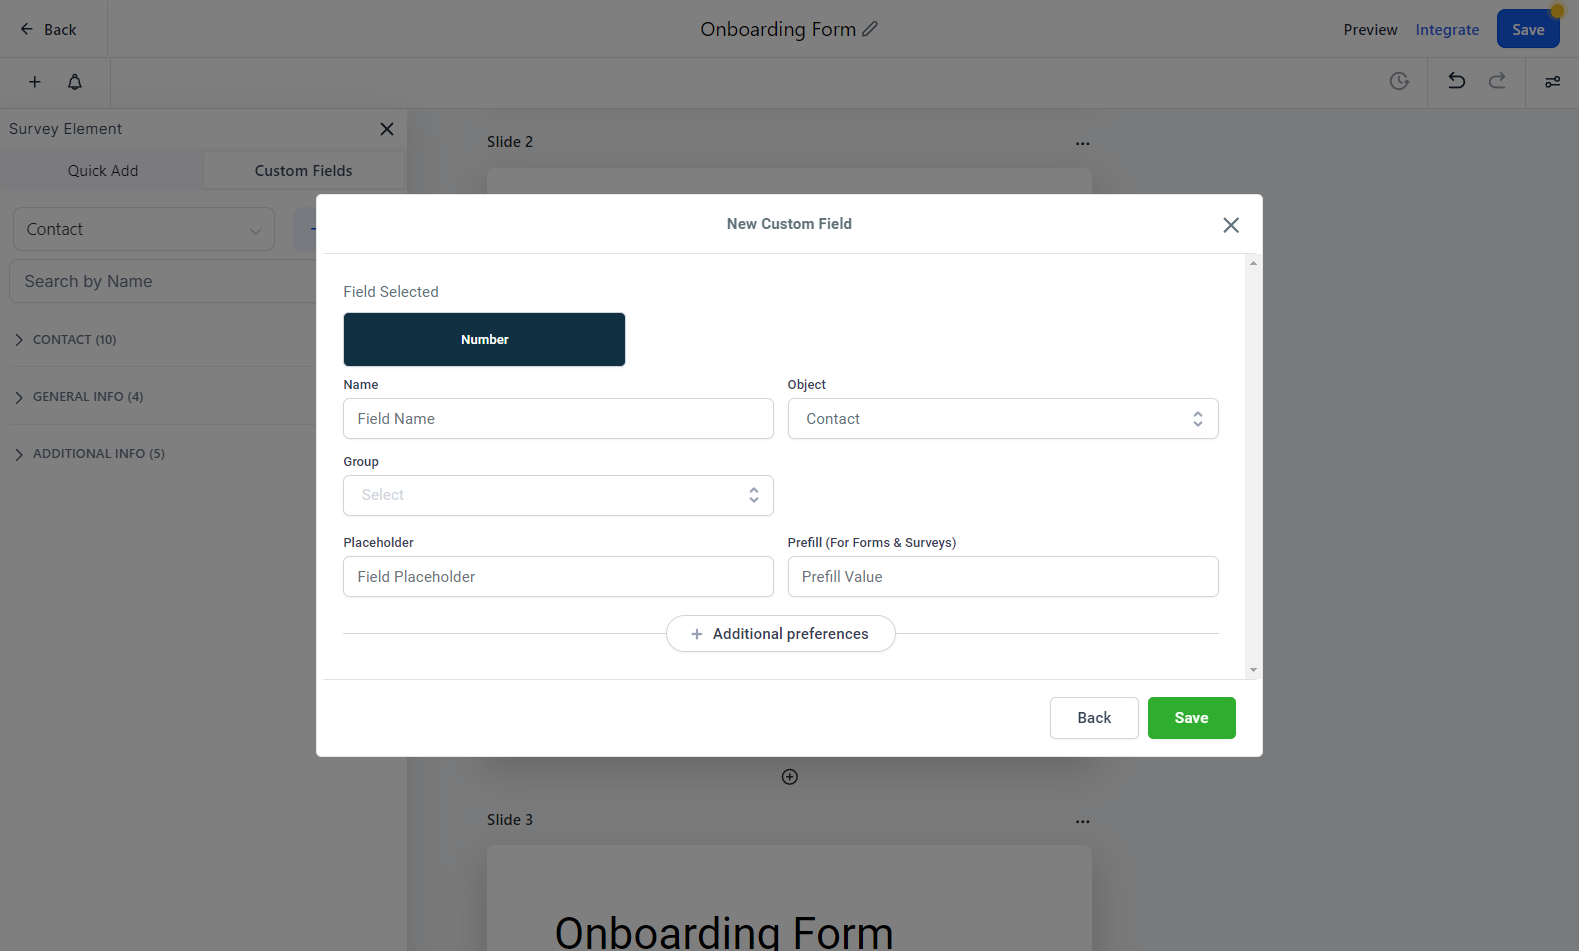 Back
Onboarding Form
Preview
Integrate
Save
Survey Element
Quick Add
Custom Fields
Contact
Search by Name
CONTACT (10)
GENERAL INFO (4)
ADDITIONAL INFO (5)
Slide 2
New Custom Field
Field Selected
Number
Name
Object
Field Name
Contact
Group
Select
Placeholder
Prefill (For Forms & Surveys)
Field Placeholder
Prefill Value
Additional preferences
Back
Save
Slide 3
Onboarding Form